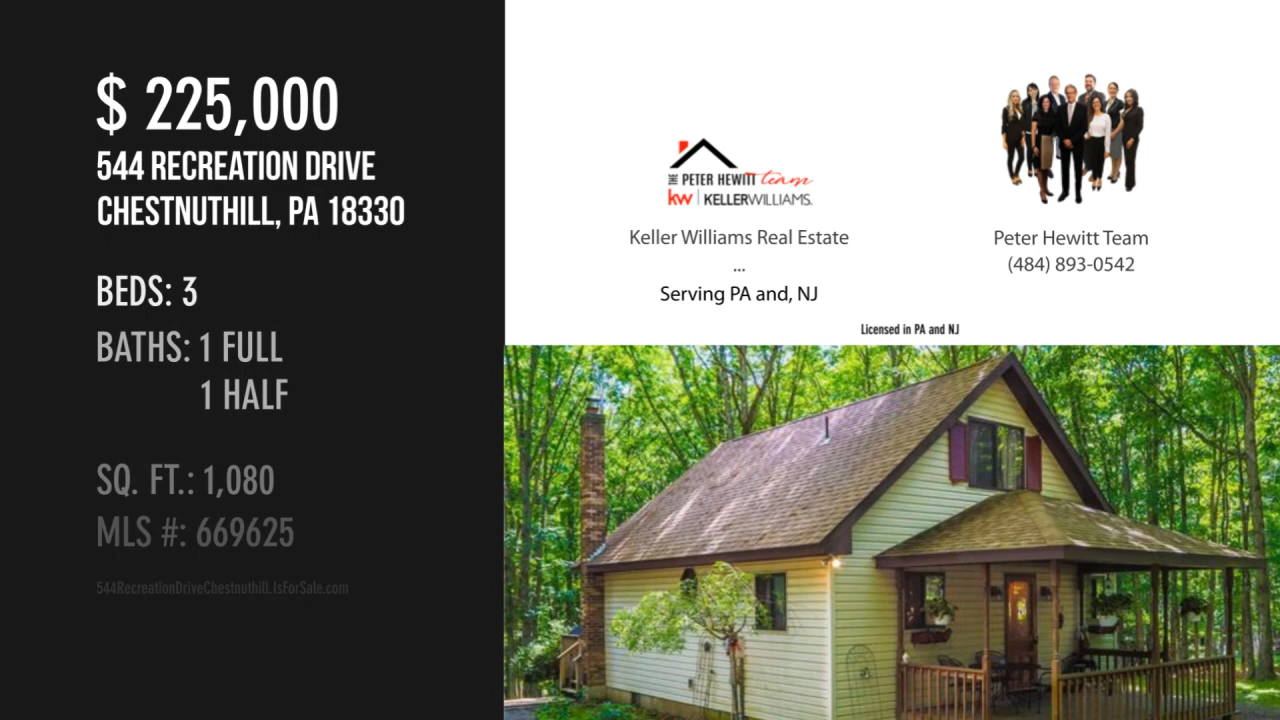 $ 225,000
544 RECREATION DRIVE
CHESTNUTHILL, PA 18330
BEDS: 3
BATHS: 1 FULL
1 HALF
SQ. FT.: 1,080
MLS #: 669625
544RecreationDriveChestnuthill.IsForSale.com
THE PETER HEWITT team
kw | KELLERWILLIAMS.
Keller Williams Real Estate
...
Serving PA and, NJ
Peter Hewitt Team
(484) 893-0542
Licensed in PA and NJ